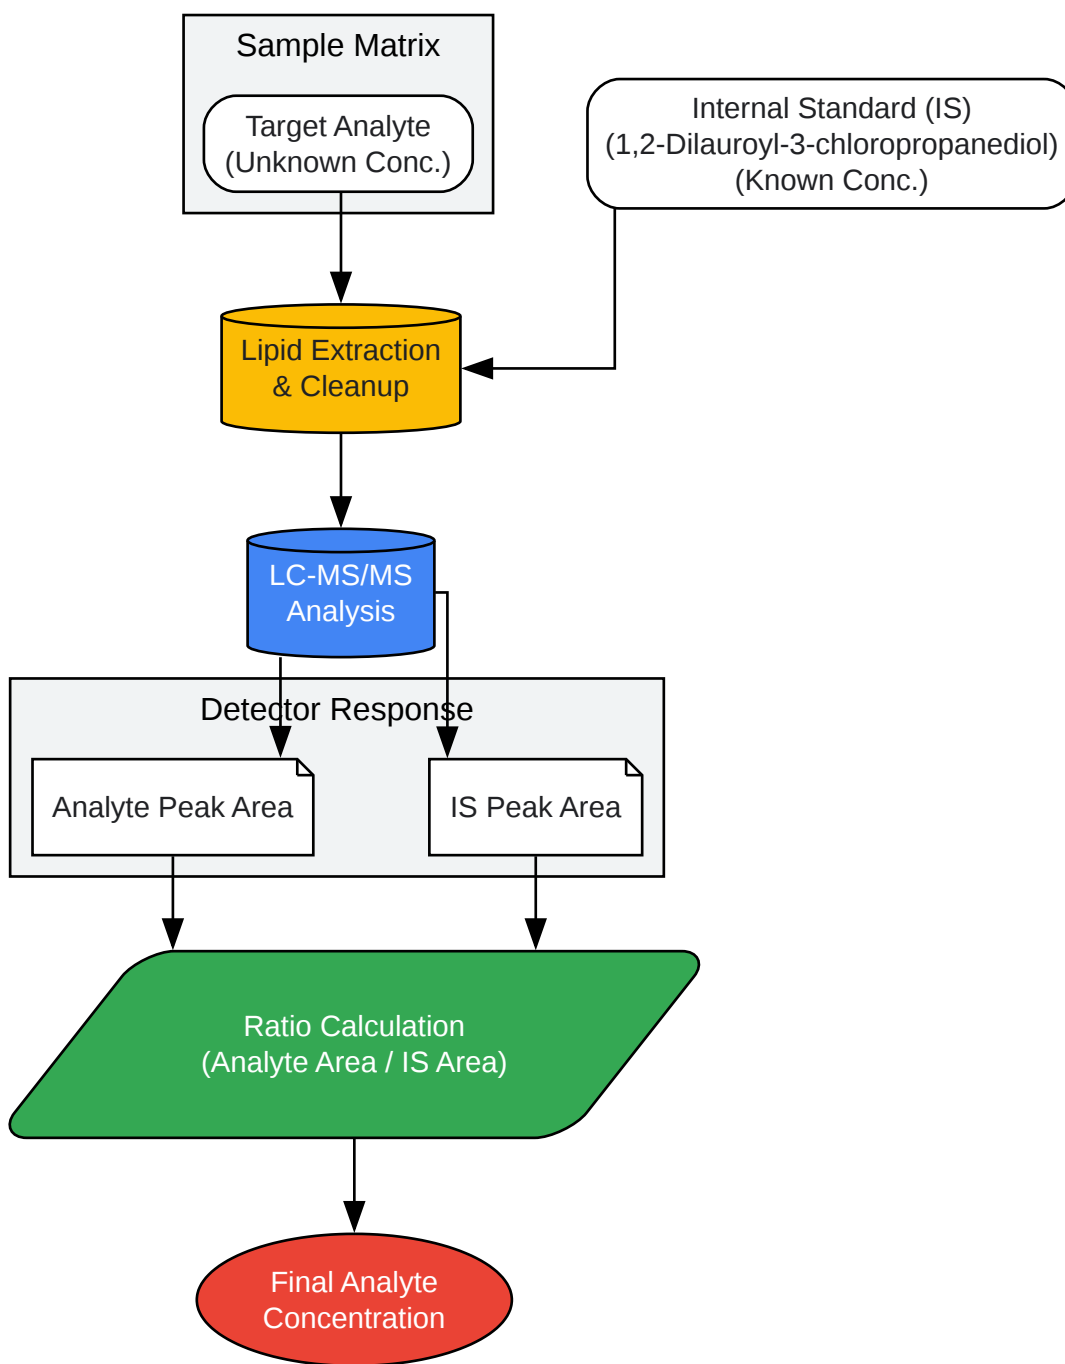 Sample Matrix
Target Analyte
(Unknown Conc.)
Internal Standard (IS)
(1,2-Dilauroyl-3-chloropropanediol)
(Known Conc.)
Lipid Extraction
& Cleanup
LC-MS/MS
Analysis
Detector Response
Analyte Peak Area
IS Peak Area
Ratio Calculation
(Analyte Area / IS Area)
Final Analyte
Concentration